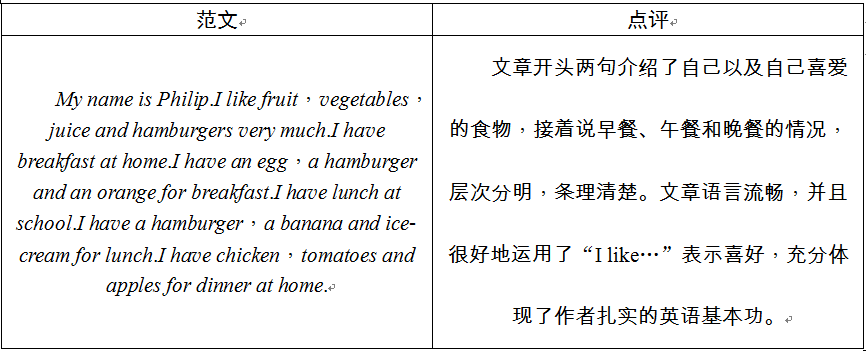 范文
点评
My name is Philip.I like fruit，vegetables，
juice and hamburgers very much.I have
breakfast at home.I have an egg，a hamburger
and an orange for breakfast.I have lunch at
school.I have a hamburger，a banana and ice-
cream for lunch.I have chicken，tomatoes and
apples for dinner at home.
文章开头两句介绍了自己以及自己喜爱
的食物，接着说早餐、午餐和晚餐的情况，
层次分明，条理清楚。文章语言流畅，并且
很好地运用了“I like…”表示喜好，充分体
现了作者扎实的英语基本功。